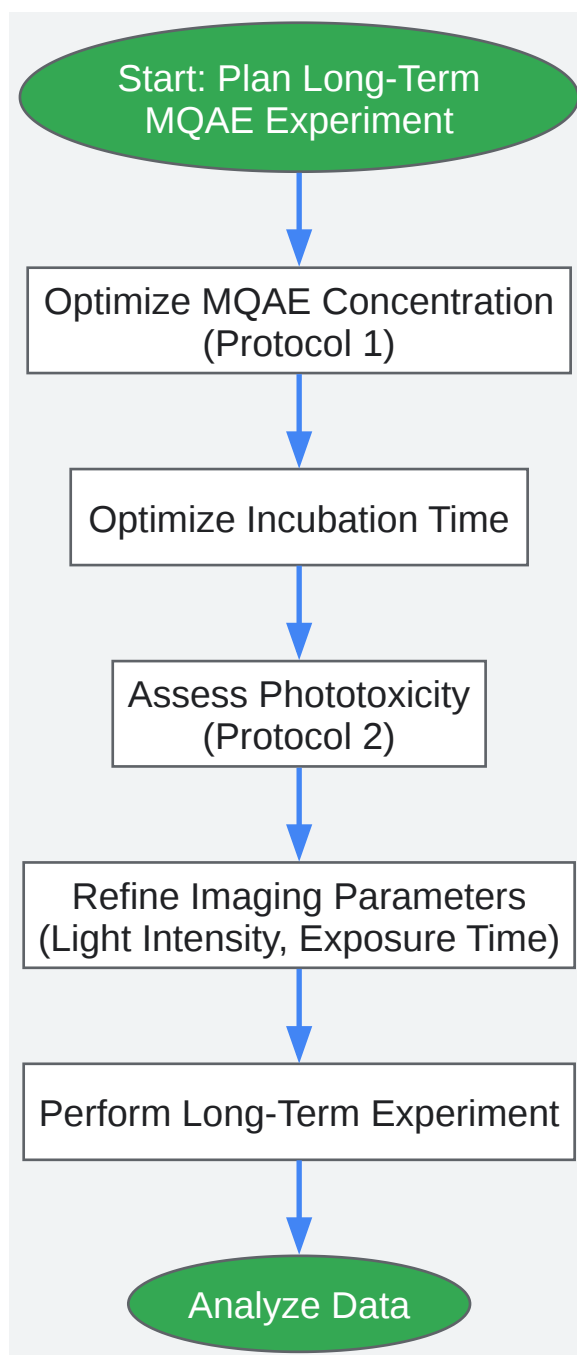 Start: Plan Long-Term
MQAE Experiment
Optimize MQAE Concentration
(Protocol 1)
Optimize Incubation Time
Assess Phototoxicity
(Protocol 2)
Refine Imaging Parameters
(Light Intensity, Exposure Time)
Perform Long-Term Experiment
Analyze Data